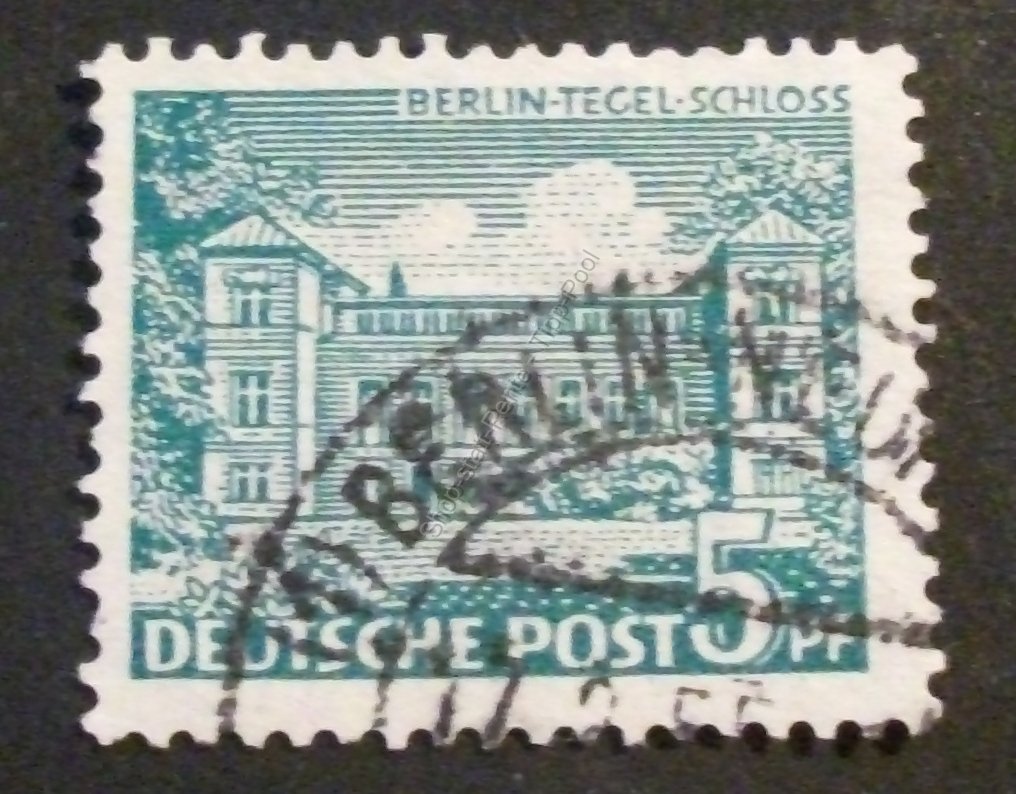 BERLIN-TEGEL-SCHLOSS
BERLIN
DEUTSCHE POST 5 PF